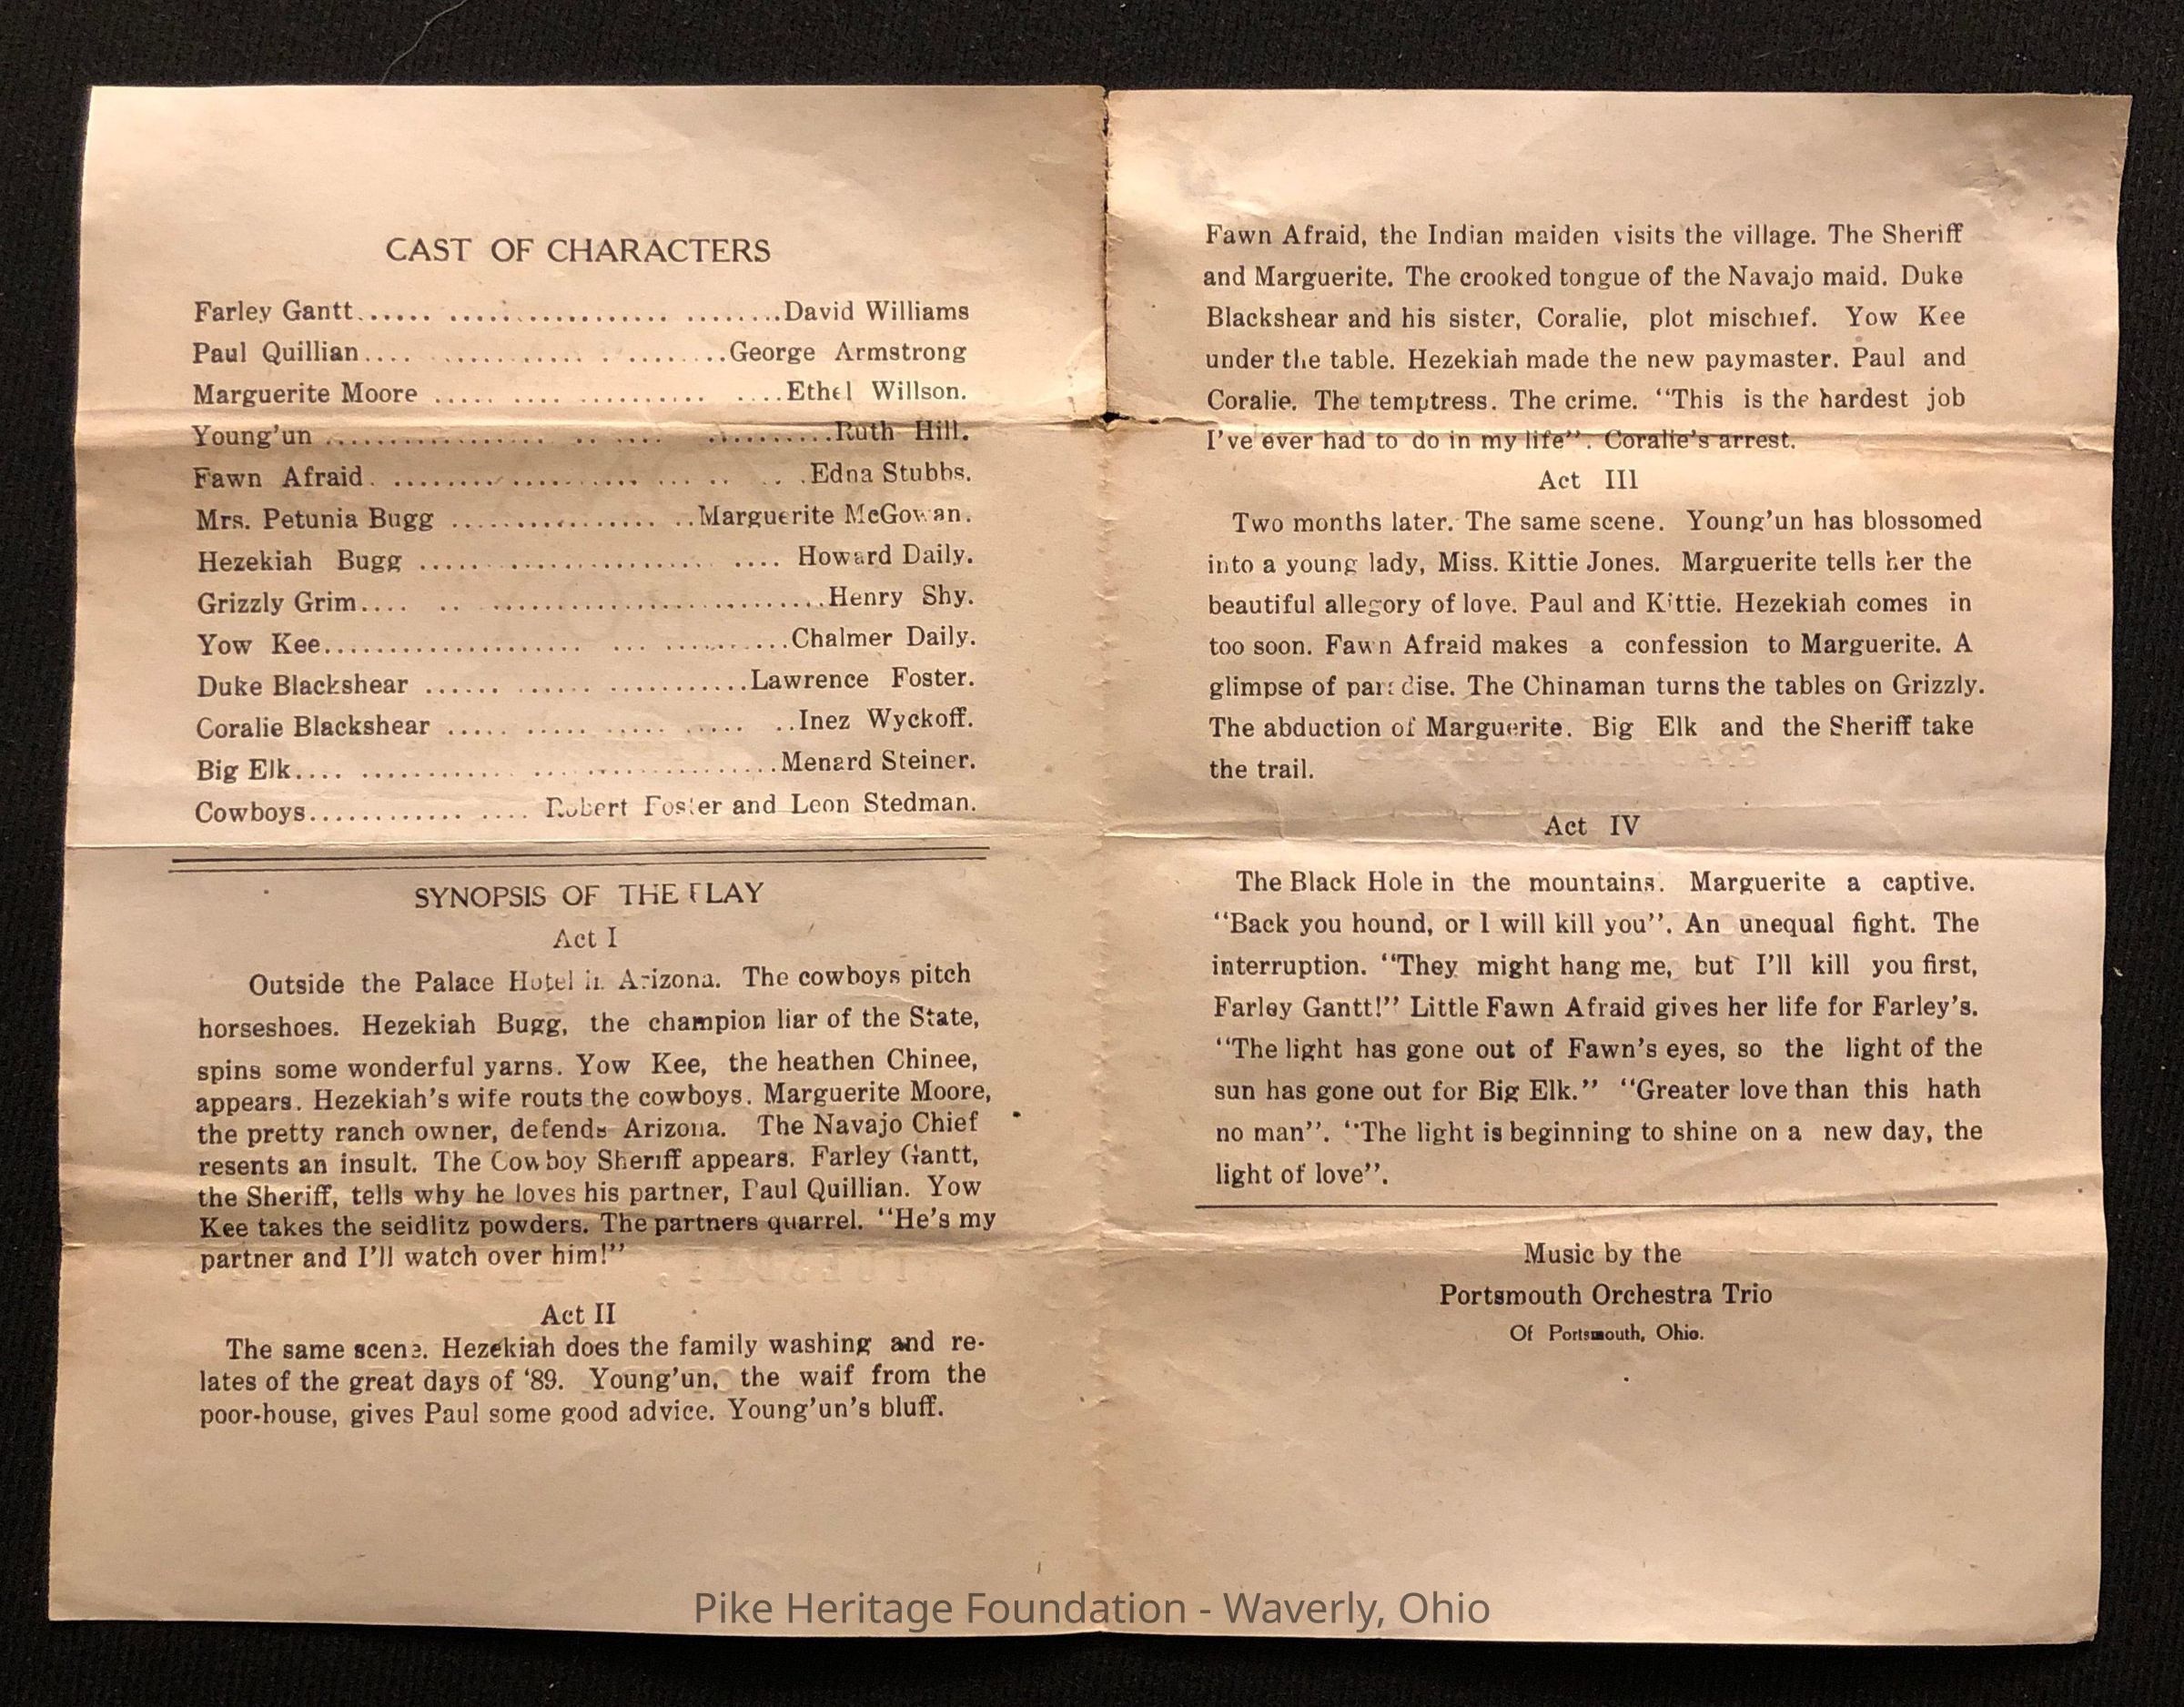 CAST OF CHARACTERS
Farley Gantt...... ................. ........David Williams
Paul Quillian.... ............ . ........George Armstrong
Marguerite Moore ..... .... .......... ....Ethel Willson.
Young'un ...................... .. .... ..........Ruth Hill.
Fawn Afraid. ........ ............ ... .. . .Edna Stubbs.
Mrs. Petunia Bugg ................ ..Marguerite McGowan.
Hezekiah Bugg ......................... .... Howard Daily.
Grizzly Grim.... .. ..........................Henry Shy.
Yow Kee.................... ... ..........Chalmer Daily.
Duke Blackshear ...... ...... ...........Lawrence Foster.
Coralie Blackshear ..... ..... ..... ..... ..Inez Wyckoff.
Big Elk.... ........... ...................Menard Steiner.
Cowboys............ .... Robert Foster and Leon Stedman.
SYNOPSIS OF THE PLAY
Act I
Outside the Palace Hotel in Arizona. The cowboys pitch
horseshoes. Hezekiah Bugg, the champion liar of the State,
spins some wonderful yarns. Yow Kee, the heathen Chinee,
appears. Hezekiah's wife routs the cowboys. Marguerite Moore,
the pretty ranch owner, defends Arizona. The Navajo Chief
resents an insult. The Cowboy Sheriff appears. Farley Gantt,
the Sheriff, tells why he loves his partner, Paul Quillian. Yow
Kee takes the seidlitz powders. The partners quarrel. "He's my
partner and I'll watch over him!"
Act II
The same scene. Hezekiah does the family washing and re-
lates of the great days of '89. Young'un, the waif from the
poor-house, gives Paul some good advice. Young'un's bluff.
Fawn Afraid, the Indian maiden visits the village. The Sheriff
and Marguerite. The crooked tongue of the Navajo maid. Duke
Blackshear and his sister, Coralie, plot mischief. Yow Kee
under the table. Hezekiah made the new paymaster. Paul and
Coralie. The temptress. The crime. "This is the hardest job
I've ever had to do in my life". Coralie's arrest.
Act III
Two months later. The same scene. Young'un has blossomed
into a young lady, Miss. Kittie Jones. Marguerite tells her the
beautiful allegory of love. Paul and Kittie. Hezekiah comes in
too soon. Fawn Afraid makes a confession to Marguerite. A
glimpse of paradise. The Chinaman turns the tables on Grizzly.
The abduction of Marguerite. Big Elk and the Sheriff take
the trail.
Act IV
The Black Hole in the mountains. Marguerite a captive.
"Back you hound, or I will kill you". An unequal fight. The
interruption. "They might hang me, but I'll kill you first,
Farley Gantt!" Little Fawn Afraid gives her life for Farley's.
"The light has gone out of Fawn's eyes, so the light of the
sun has gone out for Big Elk." "Greater love than this hath
no man". "The light is beginning to shine on a new day, the
light of love".
Music by the
Portsmouth Orchestra Trio
Of Portsmouth, Ohio.
Pike Heritage Foundation - Waverly, Ohio